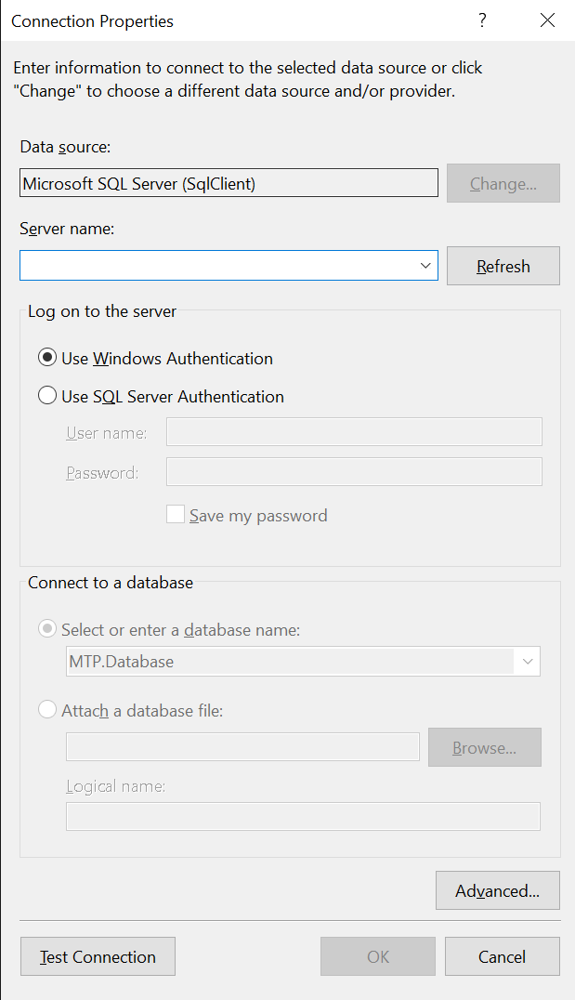 Connection Properties
?
Enter information to connect to the selected data source or click
"Change" to choose a different data source and/or provider.
Data source:
Microsoft SQL Server (SqlClient)
Change...
Server name:
Refresh
Log on to the server
Use Windows Authentication
Use SQL Server Authentication
User name:
Password:
Save my password
Connect to a database
Select or enter a database name:
MTP.Database
Attach a database file:
Browse...
Logical name:
Advanced...
Test Connection
OK
Cancel